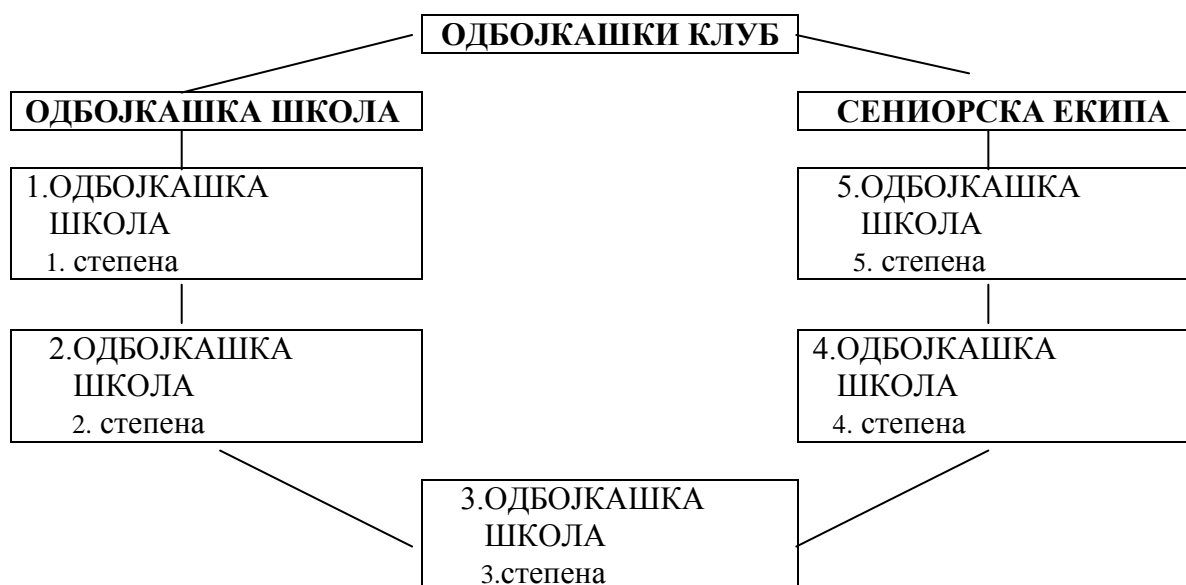 ОДБОЈКАШКИ КЛУБ
ОДБОЈКАШКА ШКОЛА
СЕНИОРСКА ЕКИПА
1.ОДБОЈКАШКА
ШКОЛА
1. степена
5.ОДБОЈКАШКА
ШКОЛА
5. степена
2.ОДБОЈКАШКА
ШКОЛА
2. степена
4.ОДБОЈКАШКА
ШКОЛА
4. степена
3.ОДБОЈКАШКА
ШКОЛА
3.степена